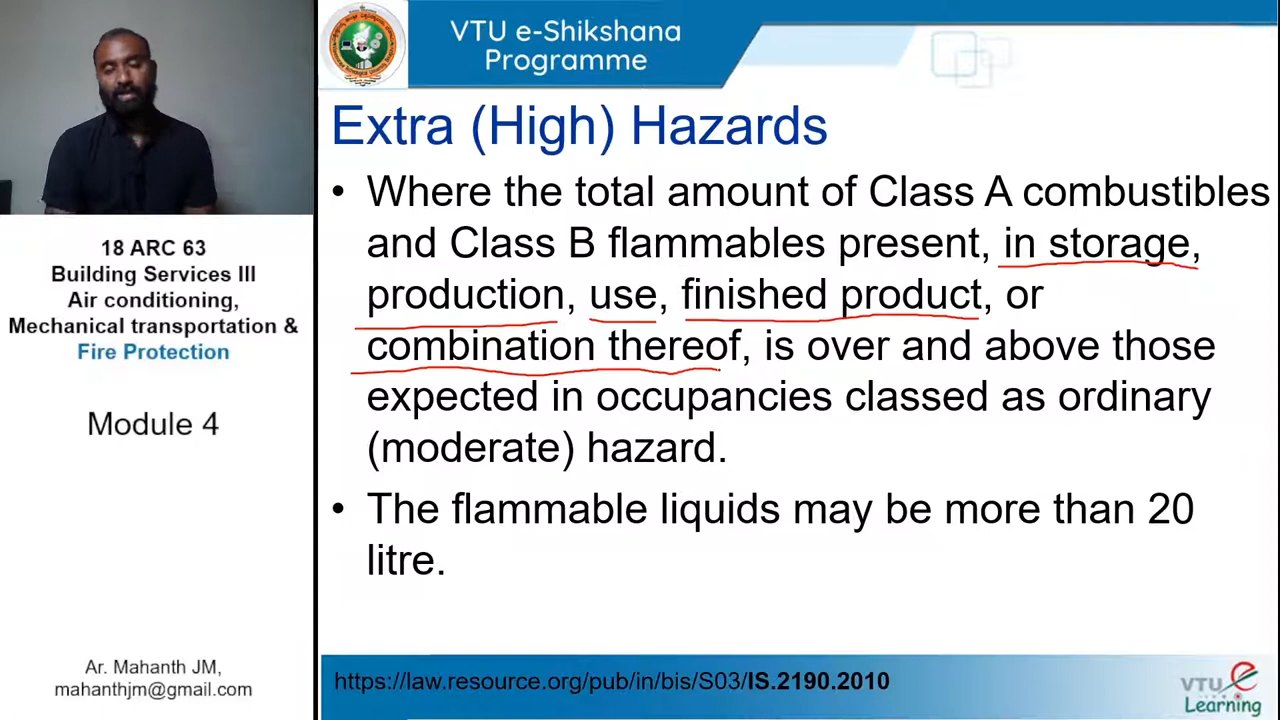 VTU e-Shikshana
Programme
Extra (High) Hazards
• Where the total amount of Class A combustibles
and Class B flammables present, in storage,
production, use, finished product, or
combination thereof, is over and above those
expected in occupancies classed as ordinary
(moderate) hazard.
• The flammable liquids may be more than 20
litre.
18 ARC 63
Building Services III
Air conditioning,
Mechanical transportation &
Fire Protection
Module 4
Ar. Mahanth JM,
mahanthjm@gmail.com
https://law.resource.org/pub/in/bis/S03/IS.2190.2010
VTU e
Learning